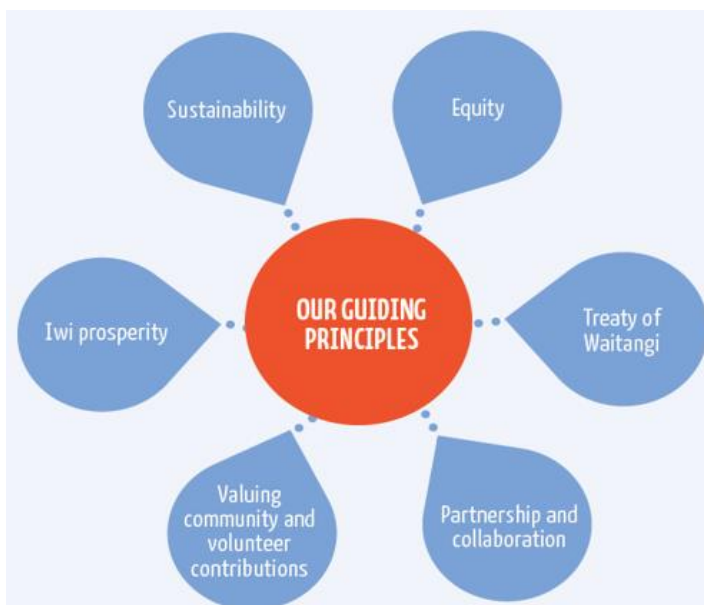 Sustainability
Equity
OUR GUIDING
PRINCIPLES
Iwi prosperity
Treaty of
Waitangi
Valuing
community and
volunteer
contributions
Partnership and
collaboration